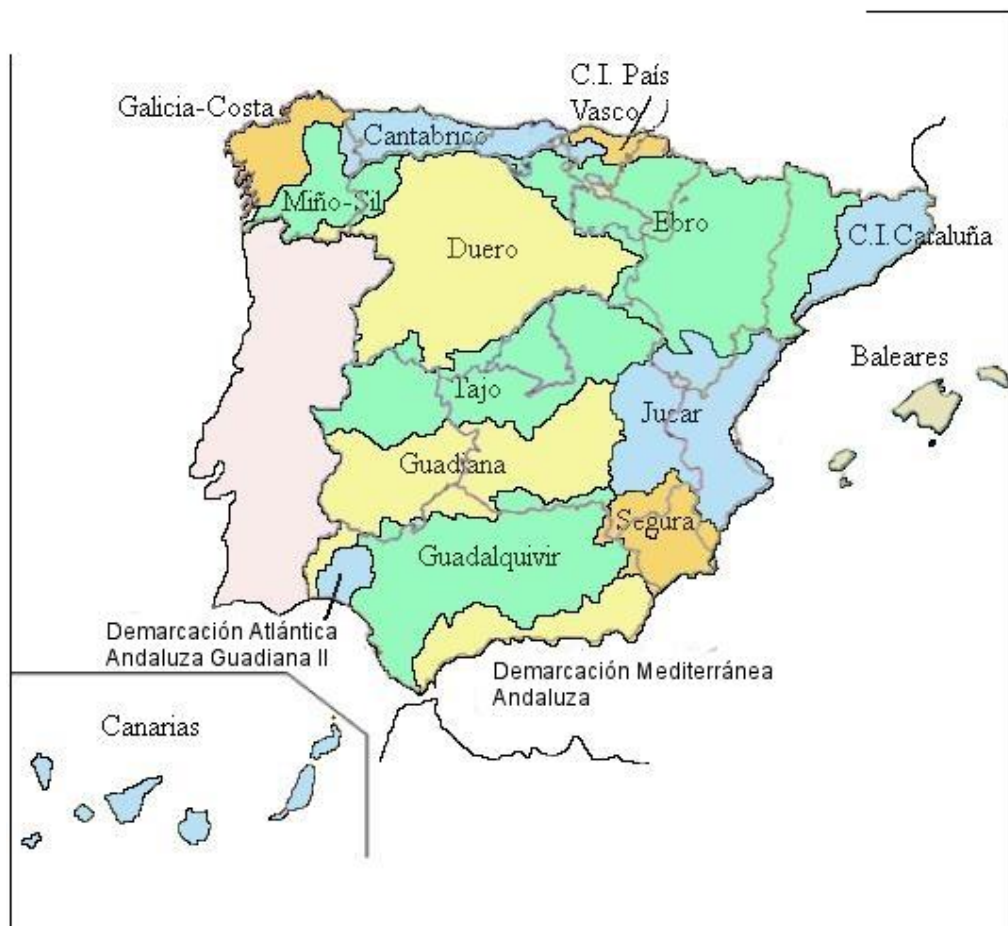 C.I. País
Vasco
Galicia-Costa
Cantabrico
Miño-Sil
Ebro
C.I.Cataluña
Duero
Baleares
Tajo
Jucar
Guadiana
Segura
Guadalquivir
Demarcación Atlántica
Andaluza Guadiana II
Demarcación Mediterránea
Andaluza
Canarias